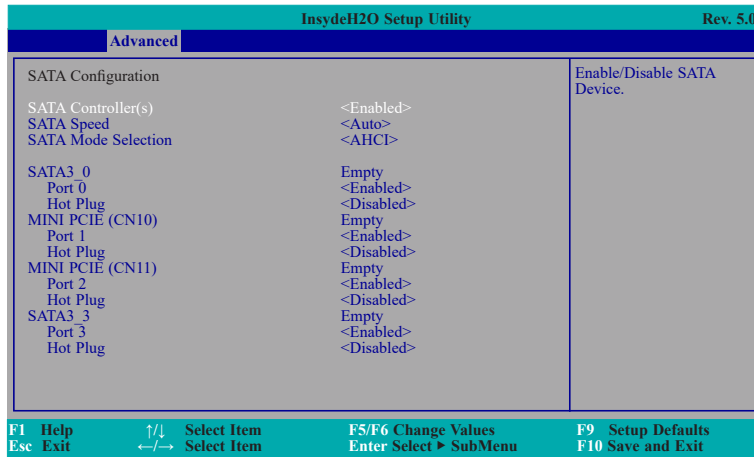 InsydeH2O Setup Utility Rev. 5.0
Advanced
SATA Configuration
SATA Controller(s) <Enabled>
SATA Speed <Auto>
SATA Mode Selection <AHCI>
SATA3_0 Empty
Port 0 <Enabled>
Hot Plug <Disabled>
MINI PCIE (CN10) Empty
Port 1 <Enabled>
Hot Plug <Disabled>
MINI PCIE (CN11) Empty
Port 2 <Enabled>
Hot Plug <Disabled>
SATA3_3 Empty
Port 3 <Enabled>
Hot Plug <Disabled>
Enable/Disable SATA
Device.
F1 Help ↑/↓ Select Item F5/F6 Change Values F9 Setup Defaults
Esc Exit ←/→ Select Item Enter Select ► SubMenu F10 Save and Exit